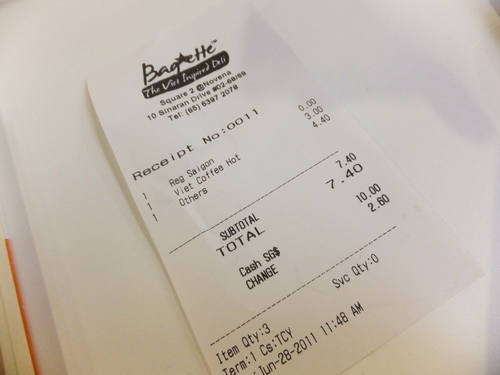 Bag★ette™
The Viet Inspired Deli
Square 2 @Novena
10 Sinaran Drive #02-68/69
Tel: (65) 6397 2078
Receipt No:0011
1 Reg Saigon 0.00
1 Viet Coffee Hot 3.00
1 Others 4.40
SUBTOTAL 7.40
TOTAL 7.40
Cash SG$ 10.00
CHANGE 2.60
Item Qty:3 Svc Qty:0
Term:1 Cs:TCY
Jun-28-2011 11:48 AM